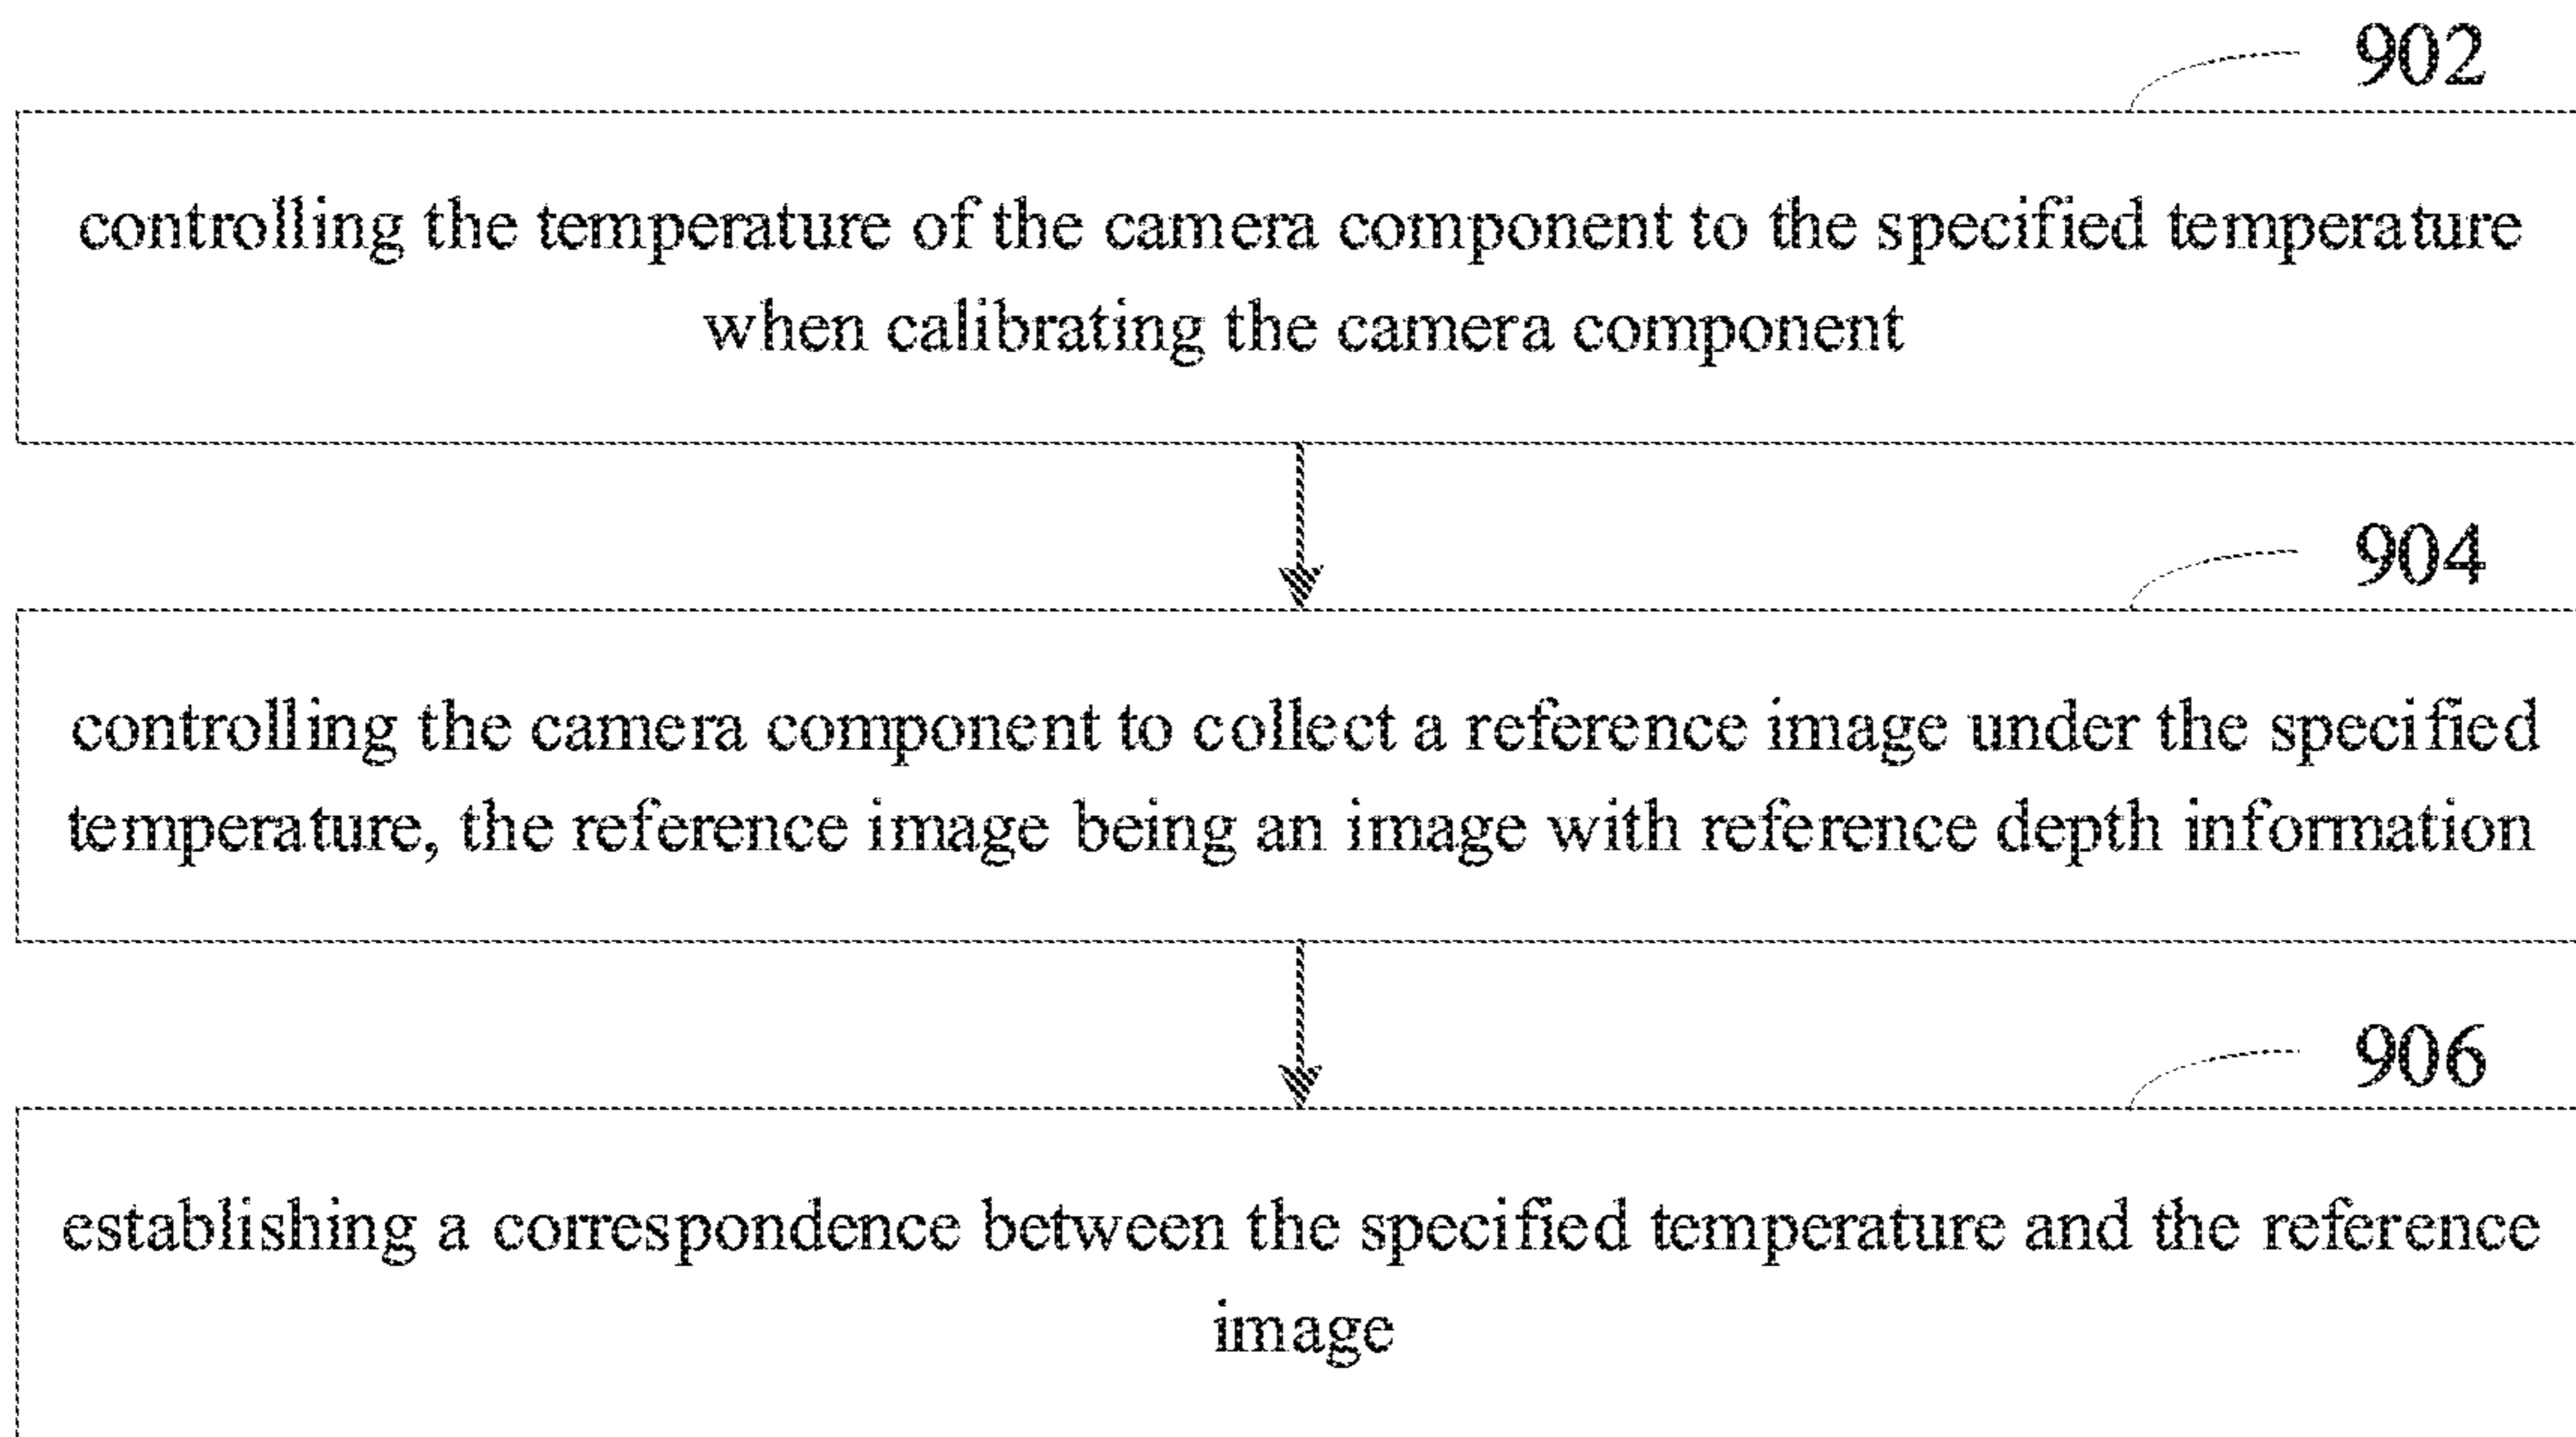 902
controlling the temperature of the camera component to the specified temperature
when calibrating the camera component
904
controlling the camera component to collect a reference image under the specified
temperature, the reference image being an image with reference depth information
906
establishing a correspondence between the specified temperature and the reference
image